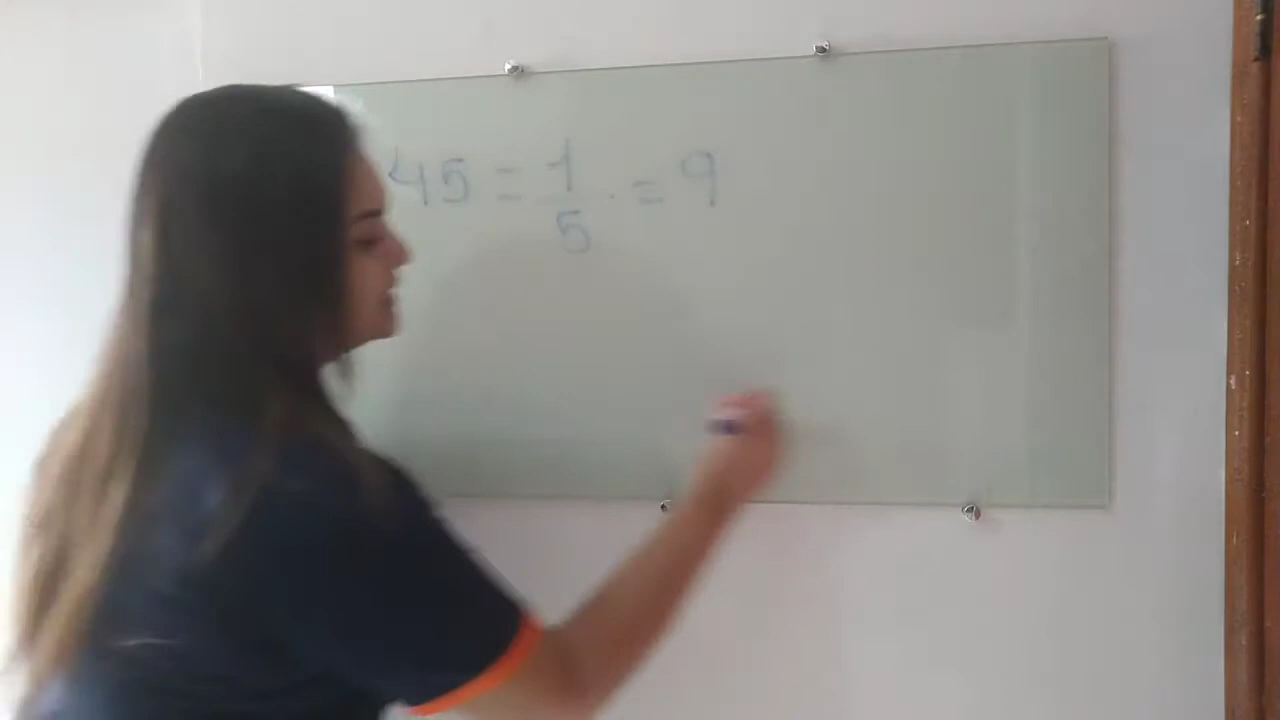 45 = 1/5 . = 9